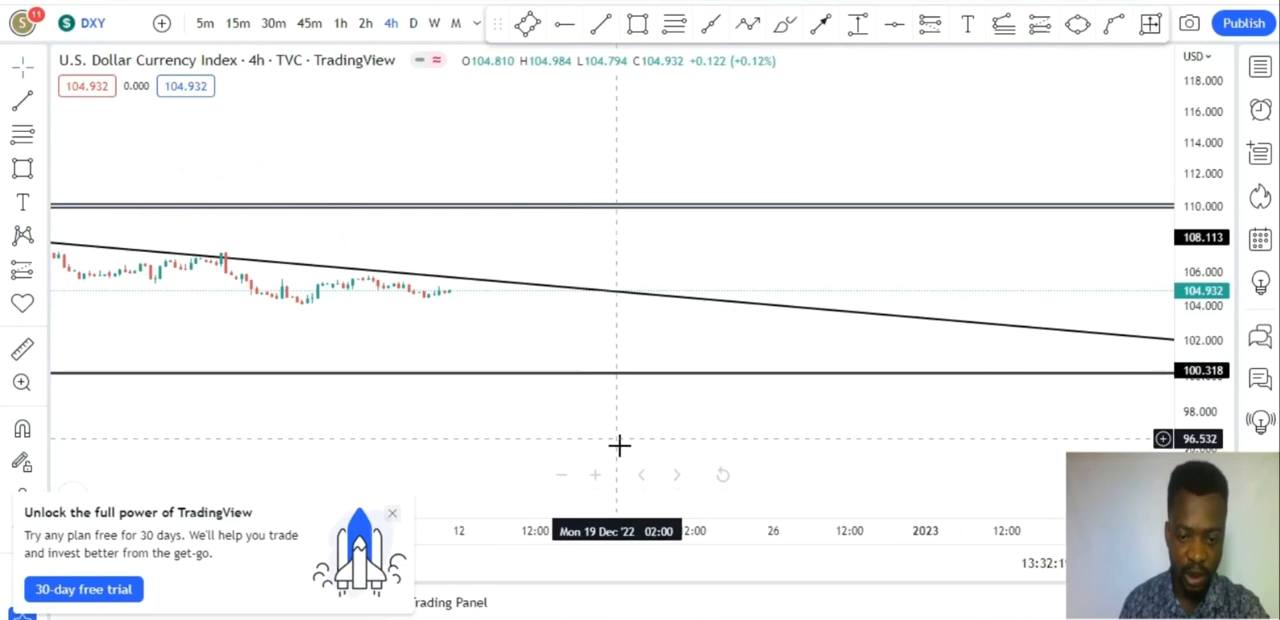 S 11 S DXY 5m 15m 30m 45m 1h 2h 4h D W M T Publish
U.S. Dollar Currency Index · 4h · TVC · TradingView O104.810 H104.984 L104.794 C104.932 +0.122 (+0.12%) USD
104.932 0.000 104.932
118.000
116.000
114.000
112.000
110.000
108.113
106.000
104.932
104.000
102.000
100.318
98.000
96.532
Unlock the full power of TradingView
Try any plan free for 30 days. We'll help you trade
and invest better from the get-go.
30-day free trial
12 12:00 Mon 19 Dec '22 02:00 2:00 26 12:00 2023 12:00
13:32:1
Trading Panel